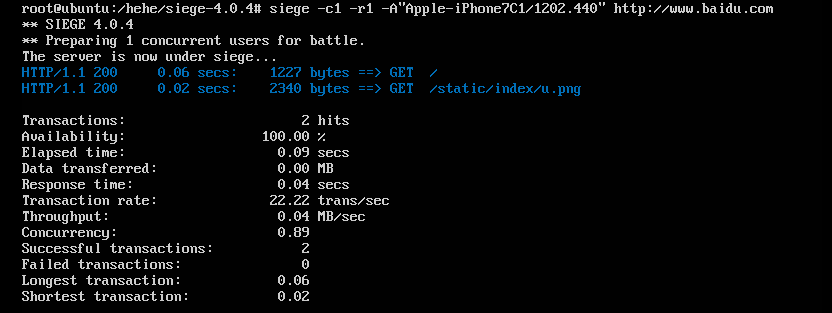 root@ubuntu:/hehe/siege-4.0.4# siege -c1 -r1 -A"Apple-iPhone7C1/1202.440" http://www.baidu.com
** SIEGE 4.0.4
** Preparing 1 concurrent users for battle.
The server is now under siege...
HTTP/1.1 200     0.06 secs:    1227 bytes ==> GET  /
HTTP/1.1 200     0.02 secs:    2340 bytes ==> GET  /static/index/u.png

Transactions:                      2 hits
Availability:                 100.00 %
Elapsed time:                   0.09 secs
Data transferred:               0.00 MB
Response time:                  0.04 secs
Transaction rate:              22.22 trans/sec
Throughput:                     0.04 MB/sec
Concurrency:                    0.89
Successful transactions:           2
Failed transactions:               0
Longest transaction:            0.06
Shortest transaction:           0.02